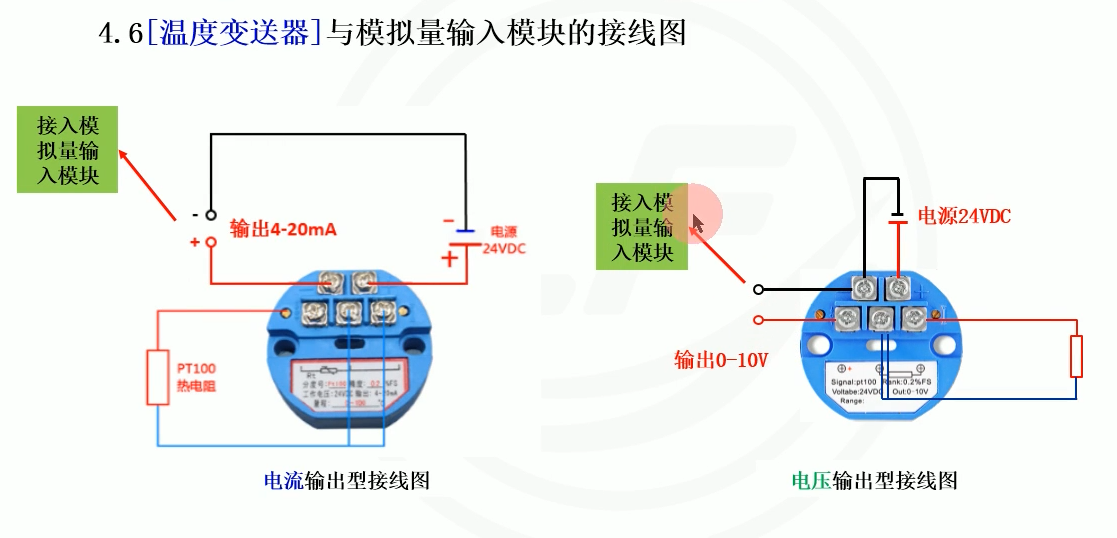 4.6[温度变送器]与模拟量输入模块的接线图
接入模
拟量输
入模块
-
+
输出4-20mA
−
+
电源
24VDC
PT100
热电阻
Rt
分度号:Pt100 精度: 0.2 %FS
工作电压:24VDC 输出: 4-20mA
量程:
电流输出型接线图
接入模
拟量输
入模块
电源24VDC
输出0-10V
Signal:pt100 Rank:0.2%FS
Voltabe:24VDC Out:0-10V
Range:
电压输出型接线图